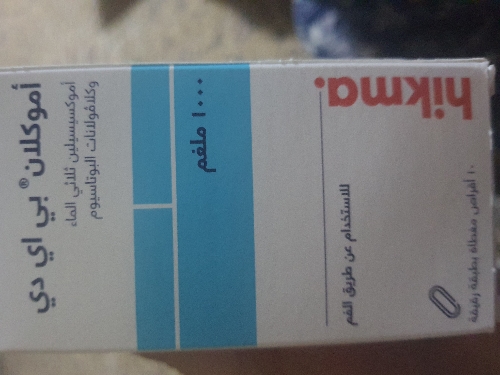 أموكلان® بي اي دي
أموكسيسيلين ثلاثي الماء
وكلافولانات البوتاسيوم
١٠٠٠ ملغم
hikma.
للاستخدام عن طريق الفم
١٠ أقراص مغطاة بطبقة رقيقة